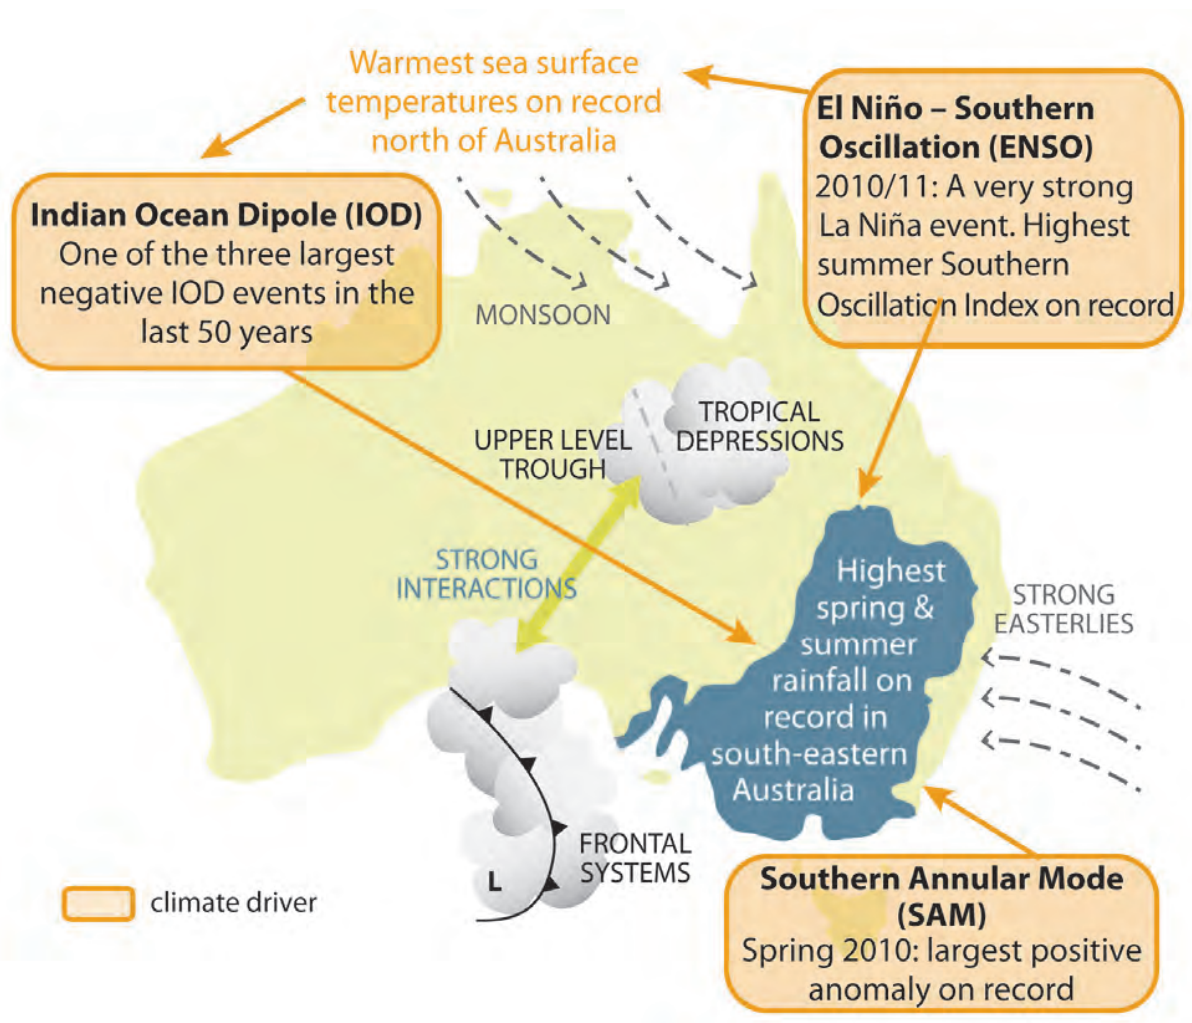 Warmest sea surface
temperatures on record
north of Australia
El Niño – Southern
Oscillation (ENSO)
2010/11: A very strong
La Niña event. Highest
summer Southern
Oscillation Index on record
Indian Ocean Dipole (IOD)
One of the three largest
negative IOD events in the
last 50 years
MONSOON
TROPICAL
DEPRESSIONS
UPPER LEVEL
TROUGH
STRONG
INTERACTIONS
Highest
spring &
summer
rainfall on
record in
south-eastern
Australia
STRONG
EASTERLIES
FRONTAL
SYSTEMS
L
climate driver
Southern Annular Mode
(SAM)
Spring 2010: largest positive
anomaly on record